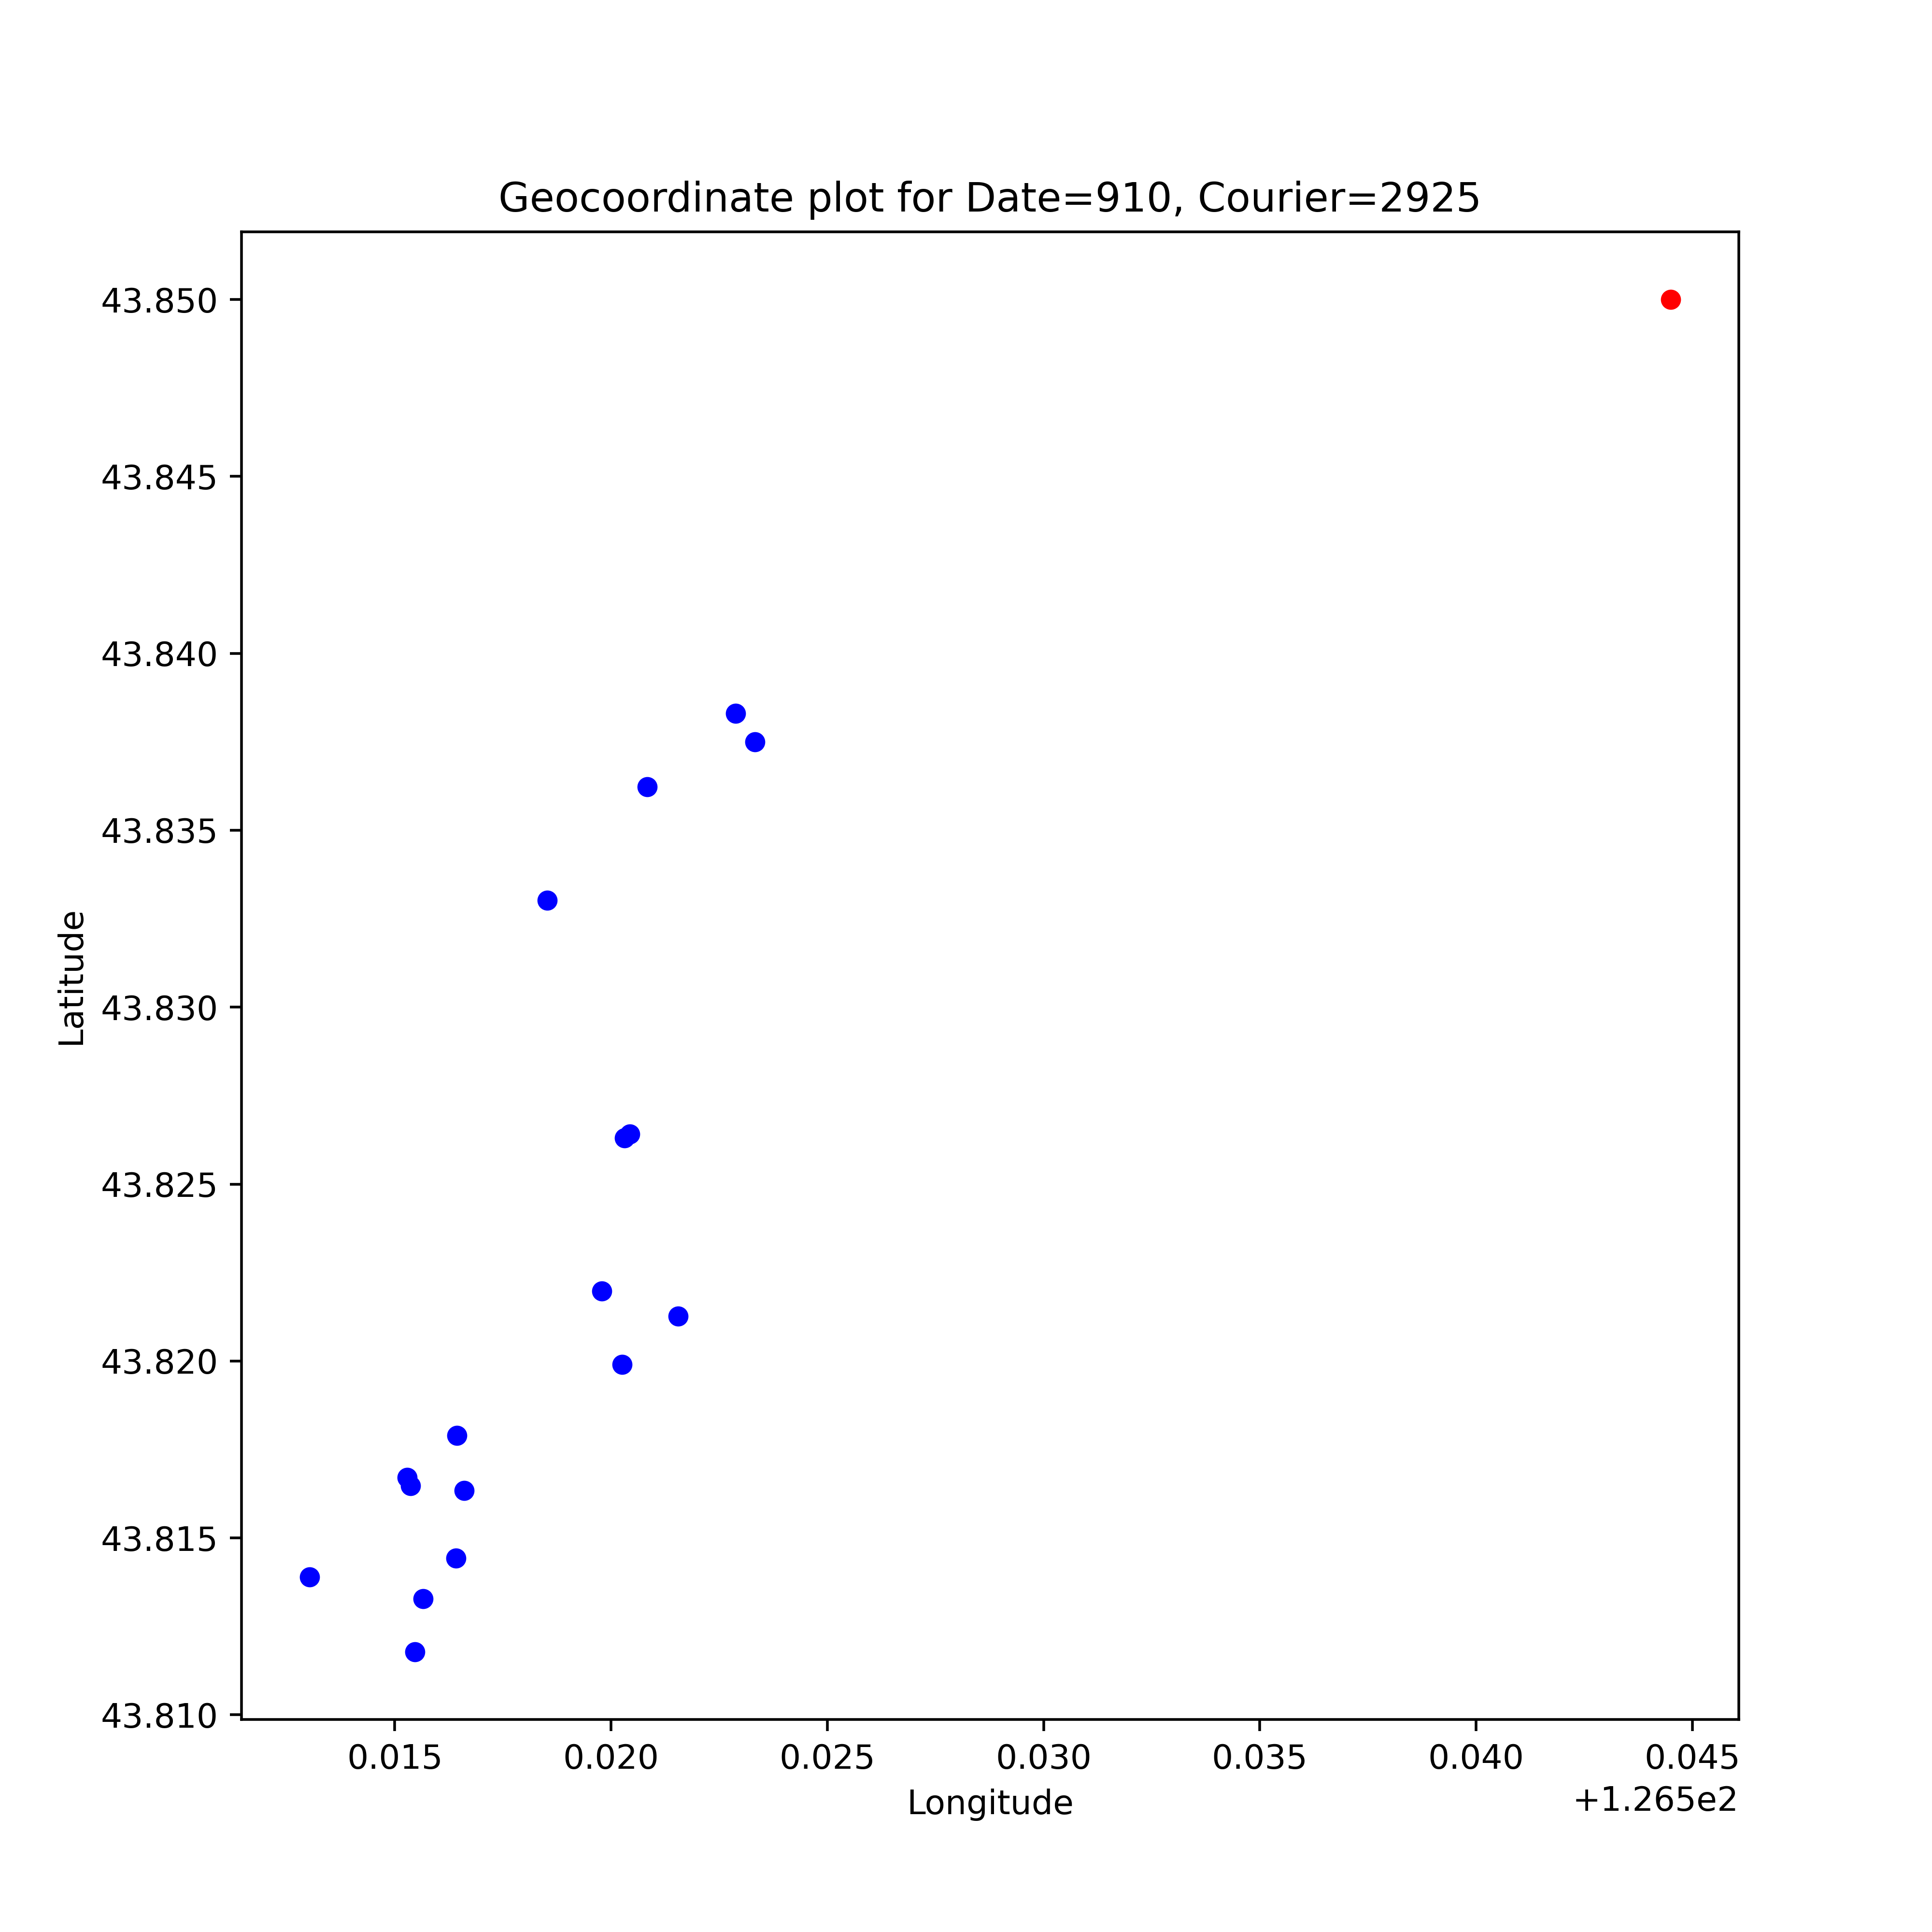 Geocoordinate plot for Date=910, Courier=2925
43.850
43.845
43.840
43.835
43.830
43.825
43.820
43.815
43.810
Latitude
0.015 0.020 0.025 0.030 0.035 0.040 0.045
+1.265e2
Longitude